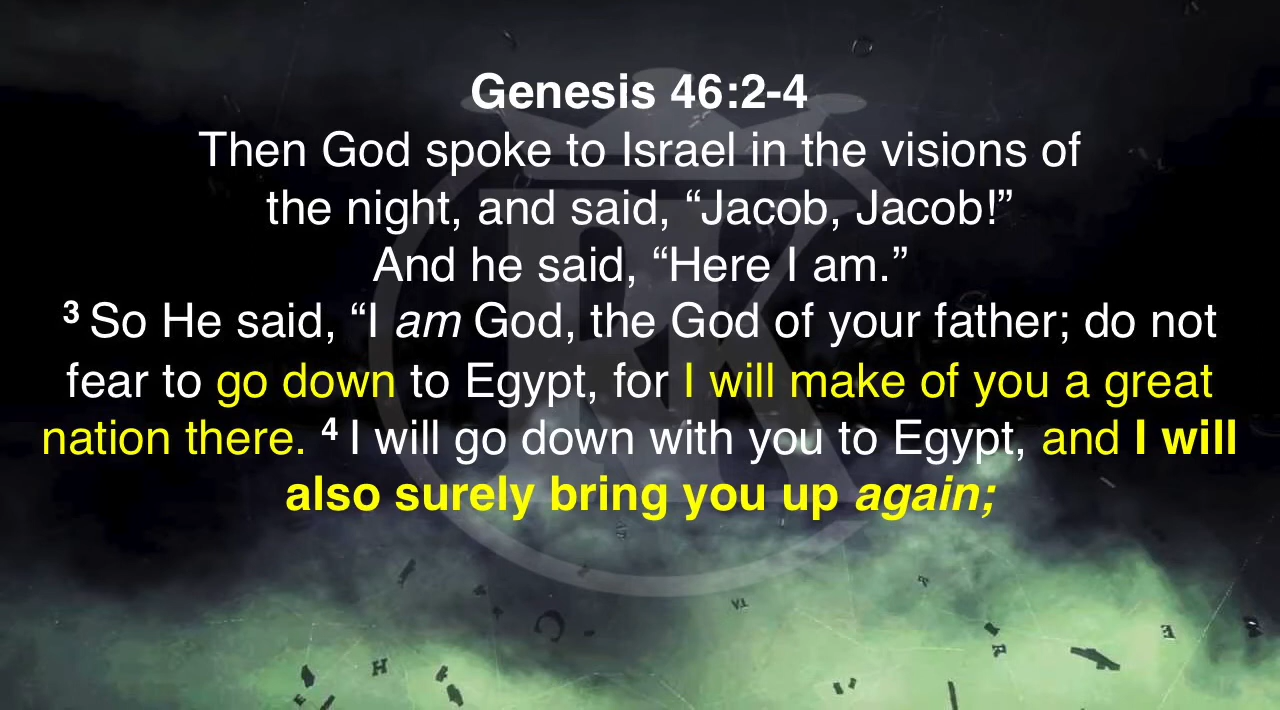 Genesis 46:2-4
Then God spoke to Israel in the visions of
the night, and said, “Jacob, Jacob!”
And he said, “Here I am.”
3 So He said, “I am God, the God of your father; do not
fear to go down to Egypt, for I will make of you a great
nation there. 4 I will go down with you to Egypt, and I will
also surely bring you up again;
RK